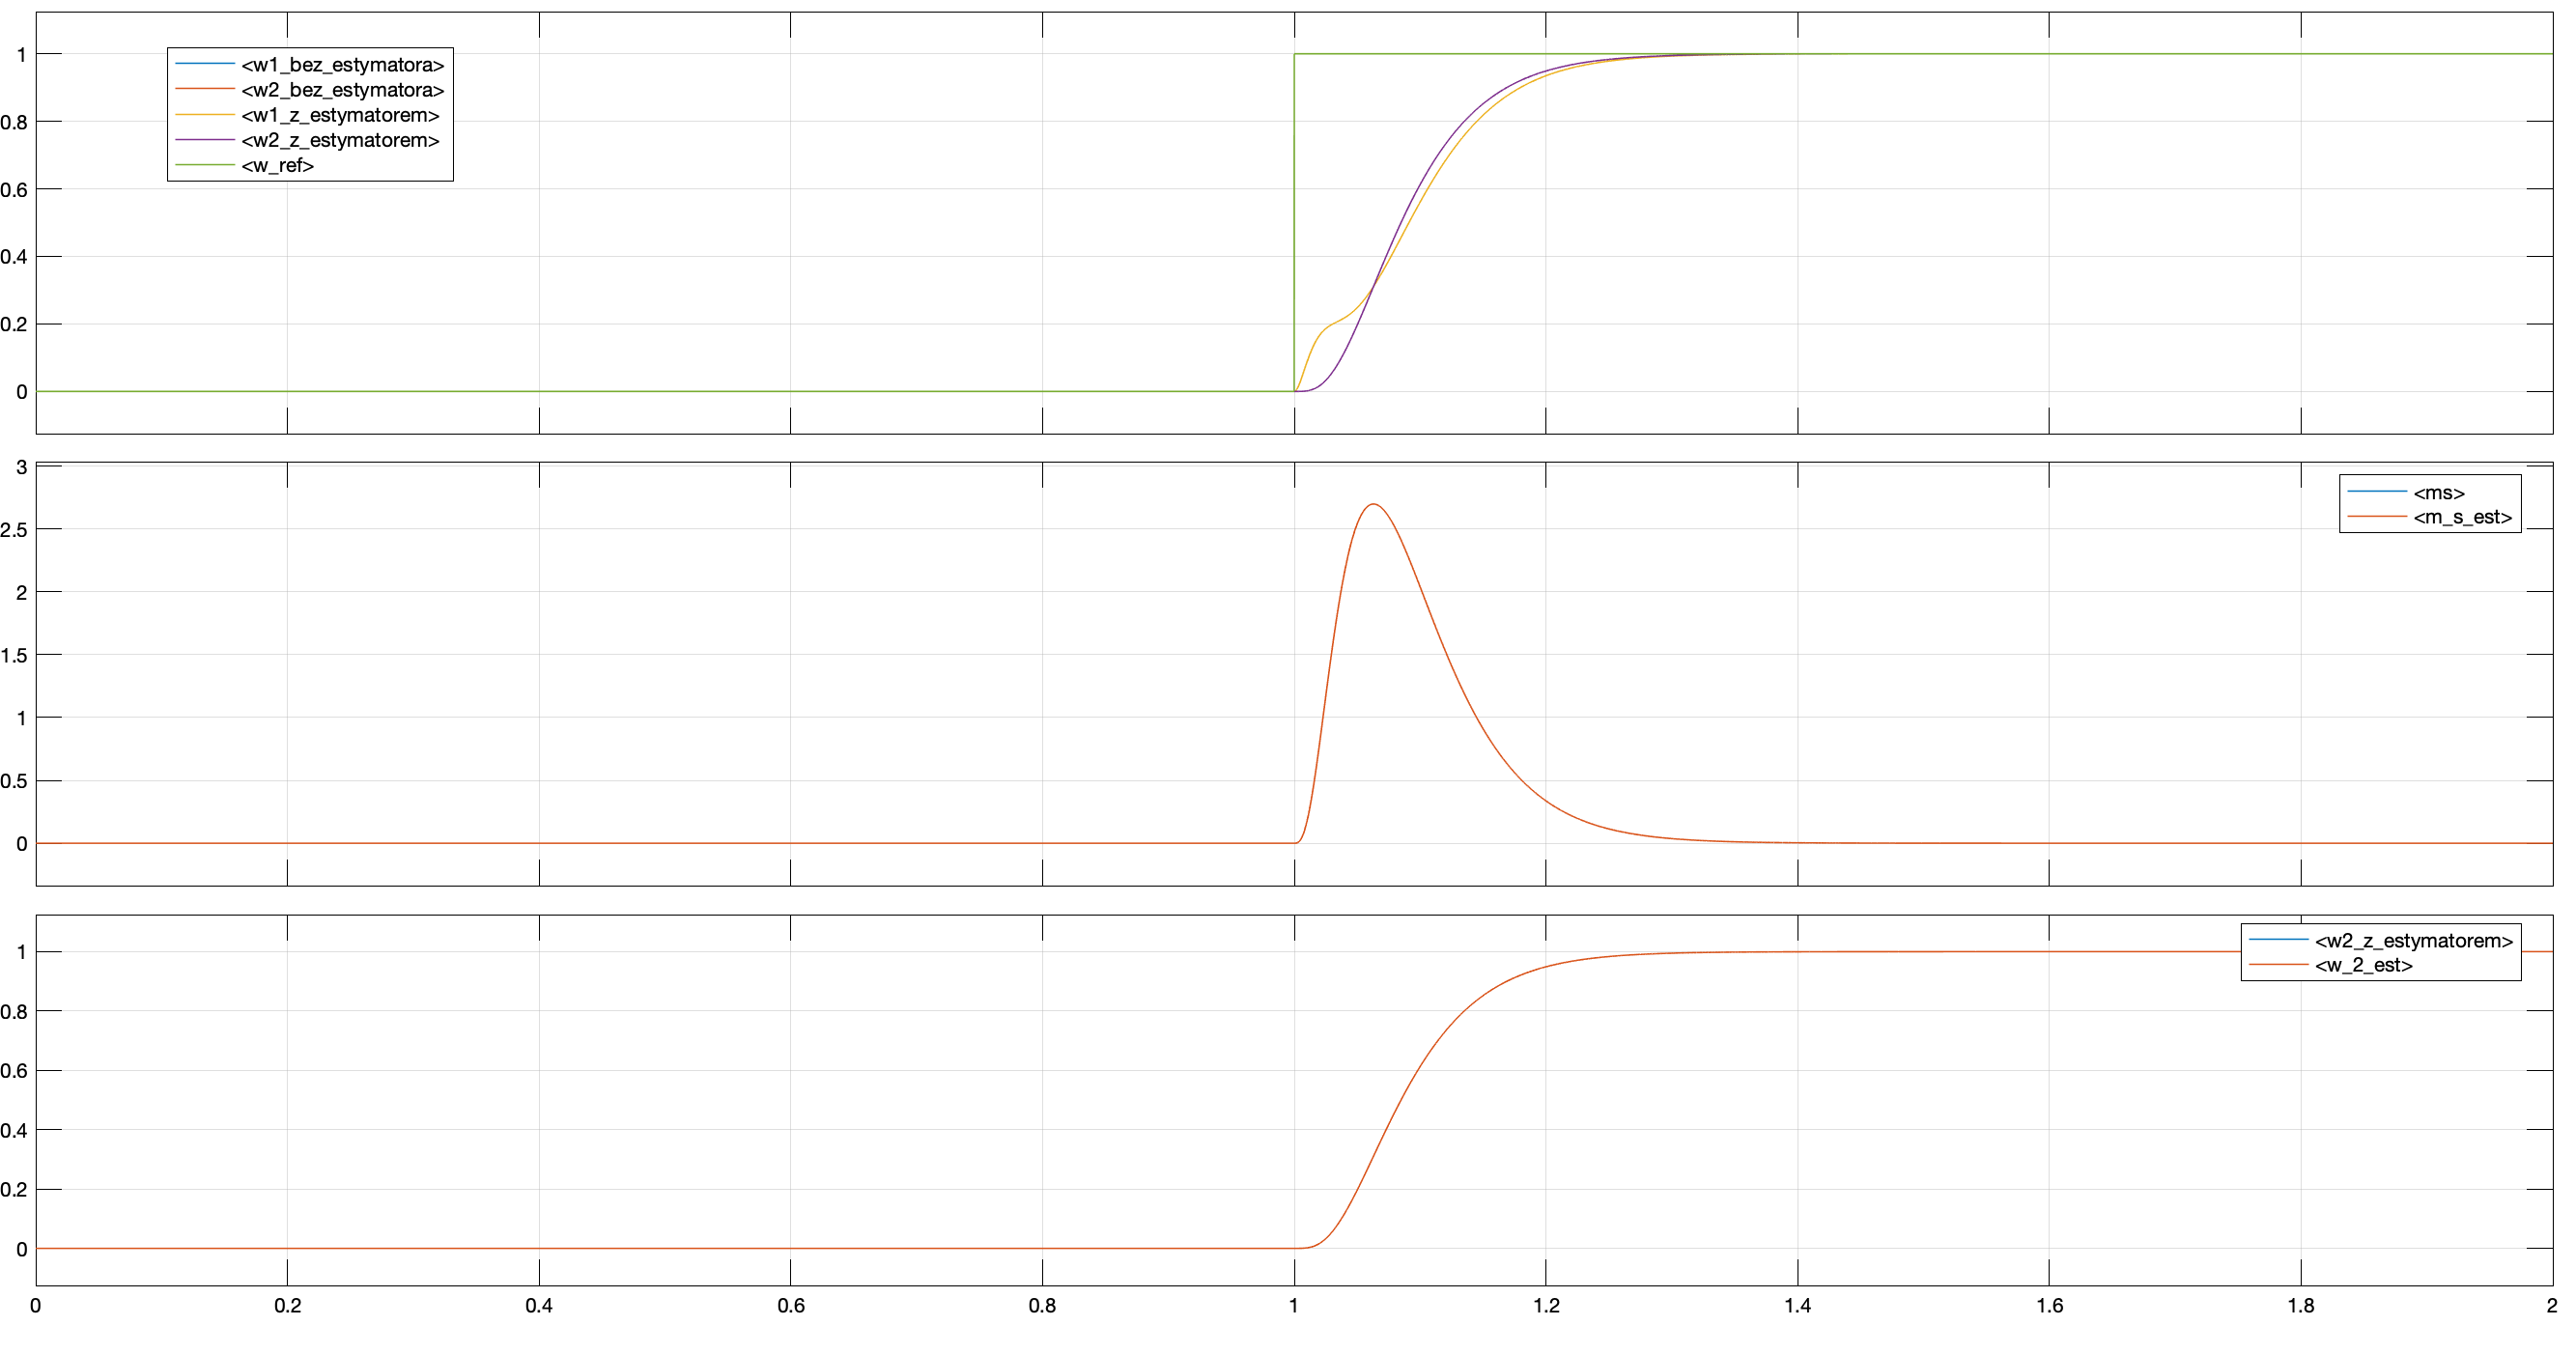 1
0.8
0.6
0.4
0.2
0
<w1_bez_estymatora>
<w2_bez_estymatora>
<w1_z_estymatorem>
<w2_z_estymatorem>
<w_ref>
3
2.5
2
1.5
1
0.5
0
<ms>
<m_s_est>
1
0.8
0.6
0.4
0.2
0
<w2_z_estymatorem>
<w_2_est>
0 0.2 0.4 0.6 0.8 1 1.2 1.4 1.6 1.8 2